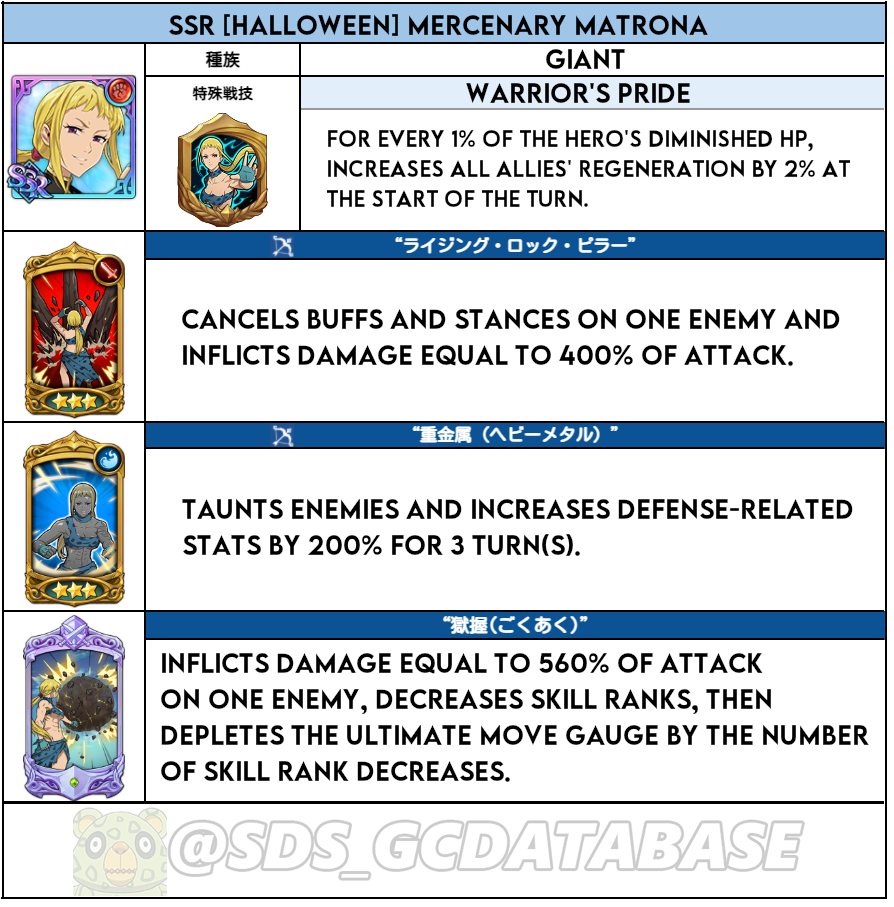 SSR [HALLOWEEN] MERCENARY MATRONA
種族
GIANT
SSR
特殊戦技
WARRIOR'S PRIDE
FOR EVERY 1% OF THE HERO'S DIMINISHED HP,
INCREASES ALL ALLIES' REGENERATION BY 2% AT
THE START OF THE TURN.
“ライジング・ロック・ピラー”
CANCELS BUFFS AND STANCES ON ONE ENEMY AND
INFLICTS DAMAGE EQUAL TO 400% OF ATTACK.
“重金属（ヘビーメタル）”
TAUNTS ENEMIES AND INCREASES DEFENSE-RELATED
STATS BY 200% FOR 3 TURN(S).
“獄握(ごくあく)”
INFLICTS DAMAGE EQUAL TO 560% OF ATTACK
ON ONE ENEMY, DECREASES SKILL RANKS, THEN
DEPLETES THE ULTIMATE MOVE GAUGE BY THE NUMBER
OF SKILL RANK DECREASES.
@SDS_GCDATABASE